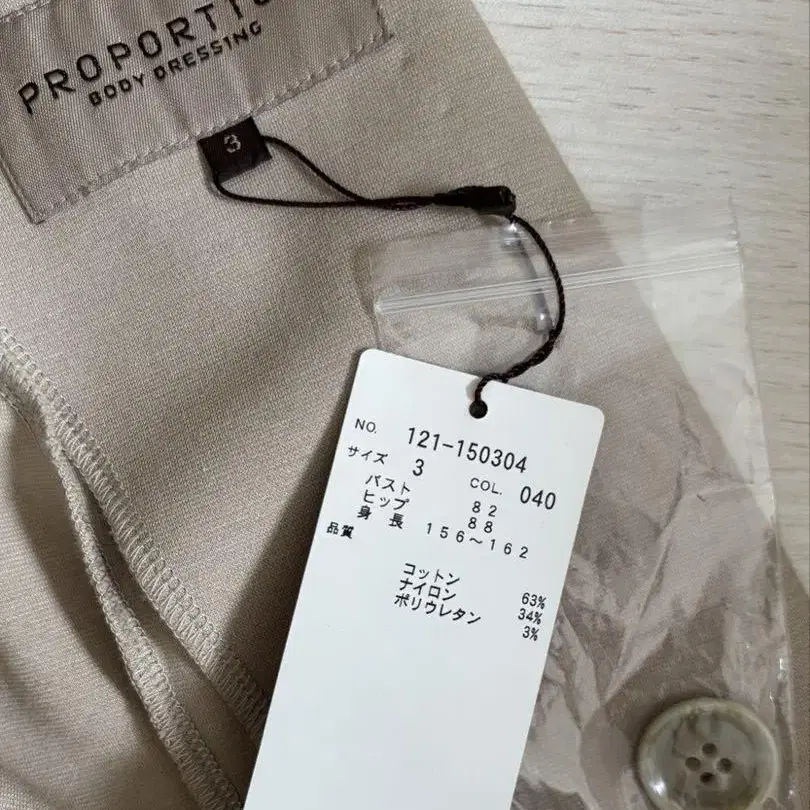 PROPORTIO
BODY DRESSING
3
NO. 121-150304
サイズ 3 COL. 040
バスト 82
ヒップ 88
身長 156〜162
品質
コットン 63%
ナイロン 34%
ポリウレタン 3%